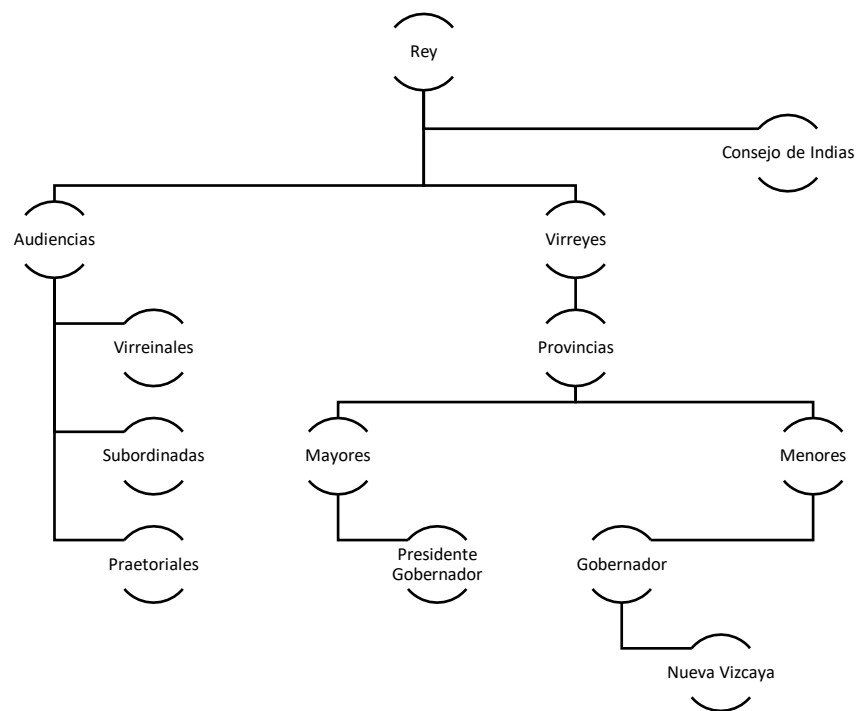 Rey
Consejo de Indias
Audiencias
Virreyes
Virreinales
Provincias
Subordinadas
Mayores
Menores
Praetoriales
Presidente
Gobernador
Gobernador
Nueva Vizcaya